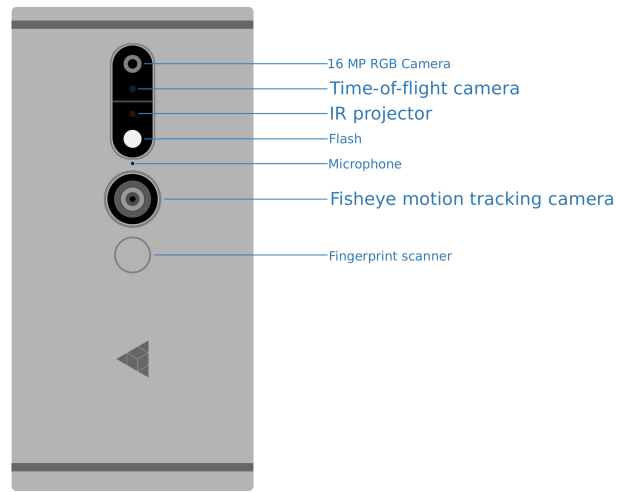 16 MP RGB Camera
Time-of-flight camera
IR projector
Flash
Microphone
Fisheye motion tracking camera
Fingerprint scanner